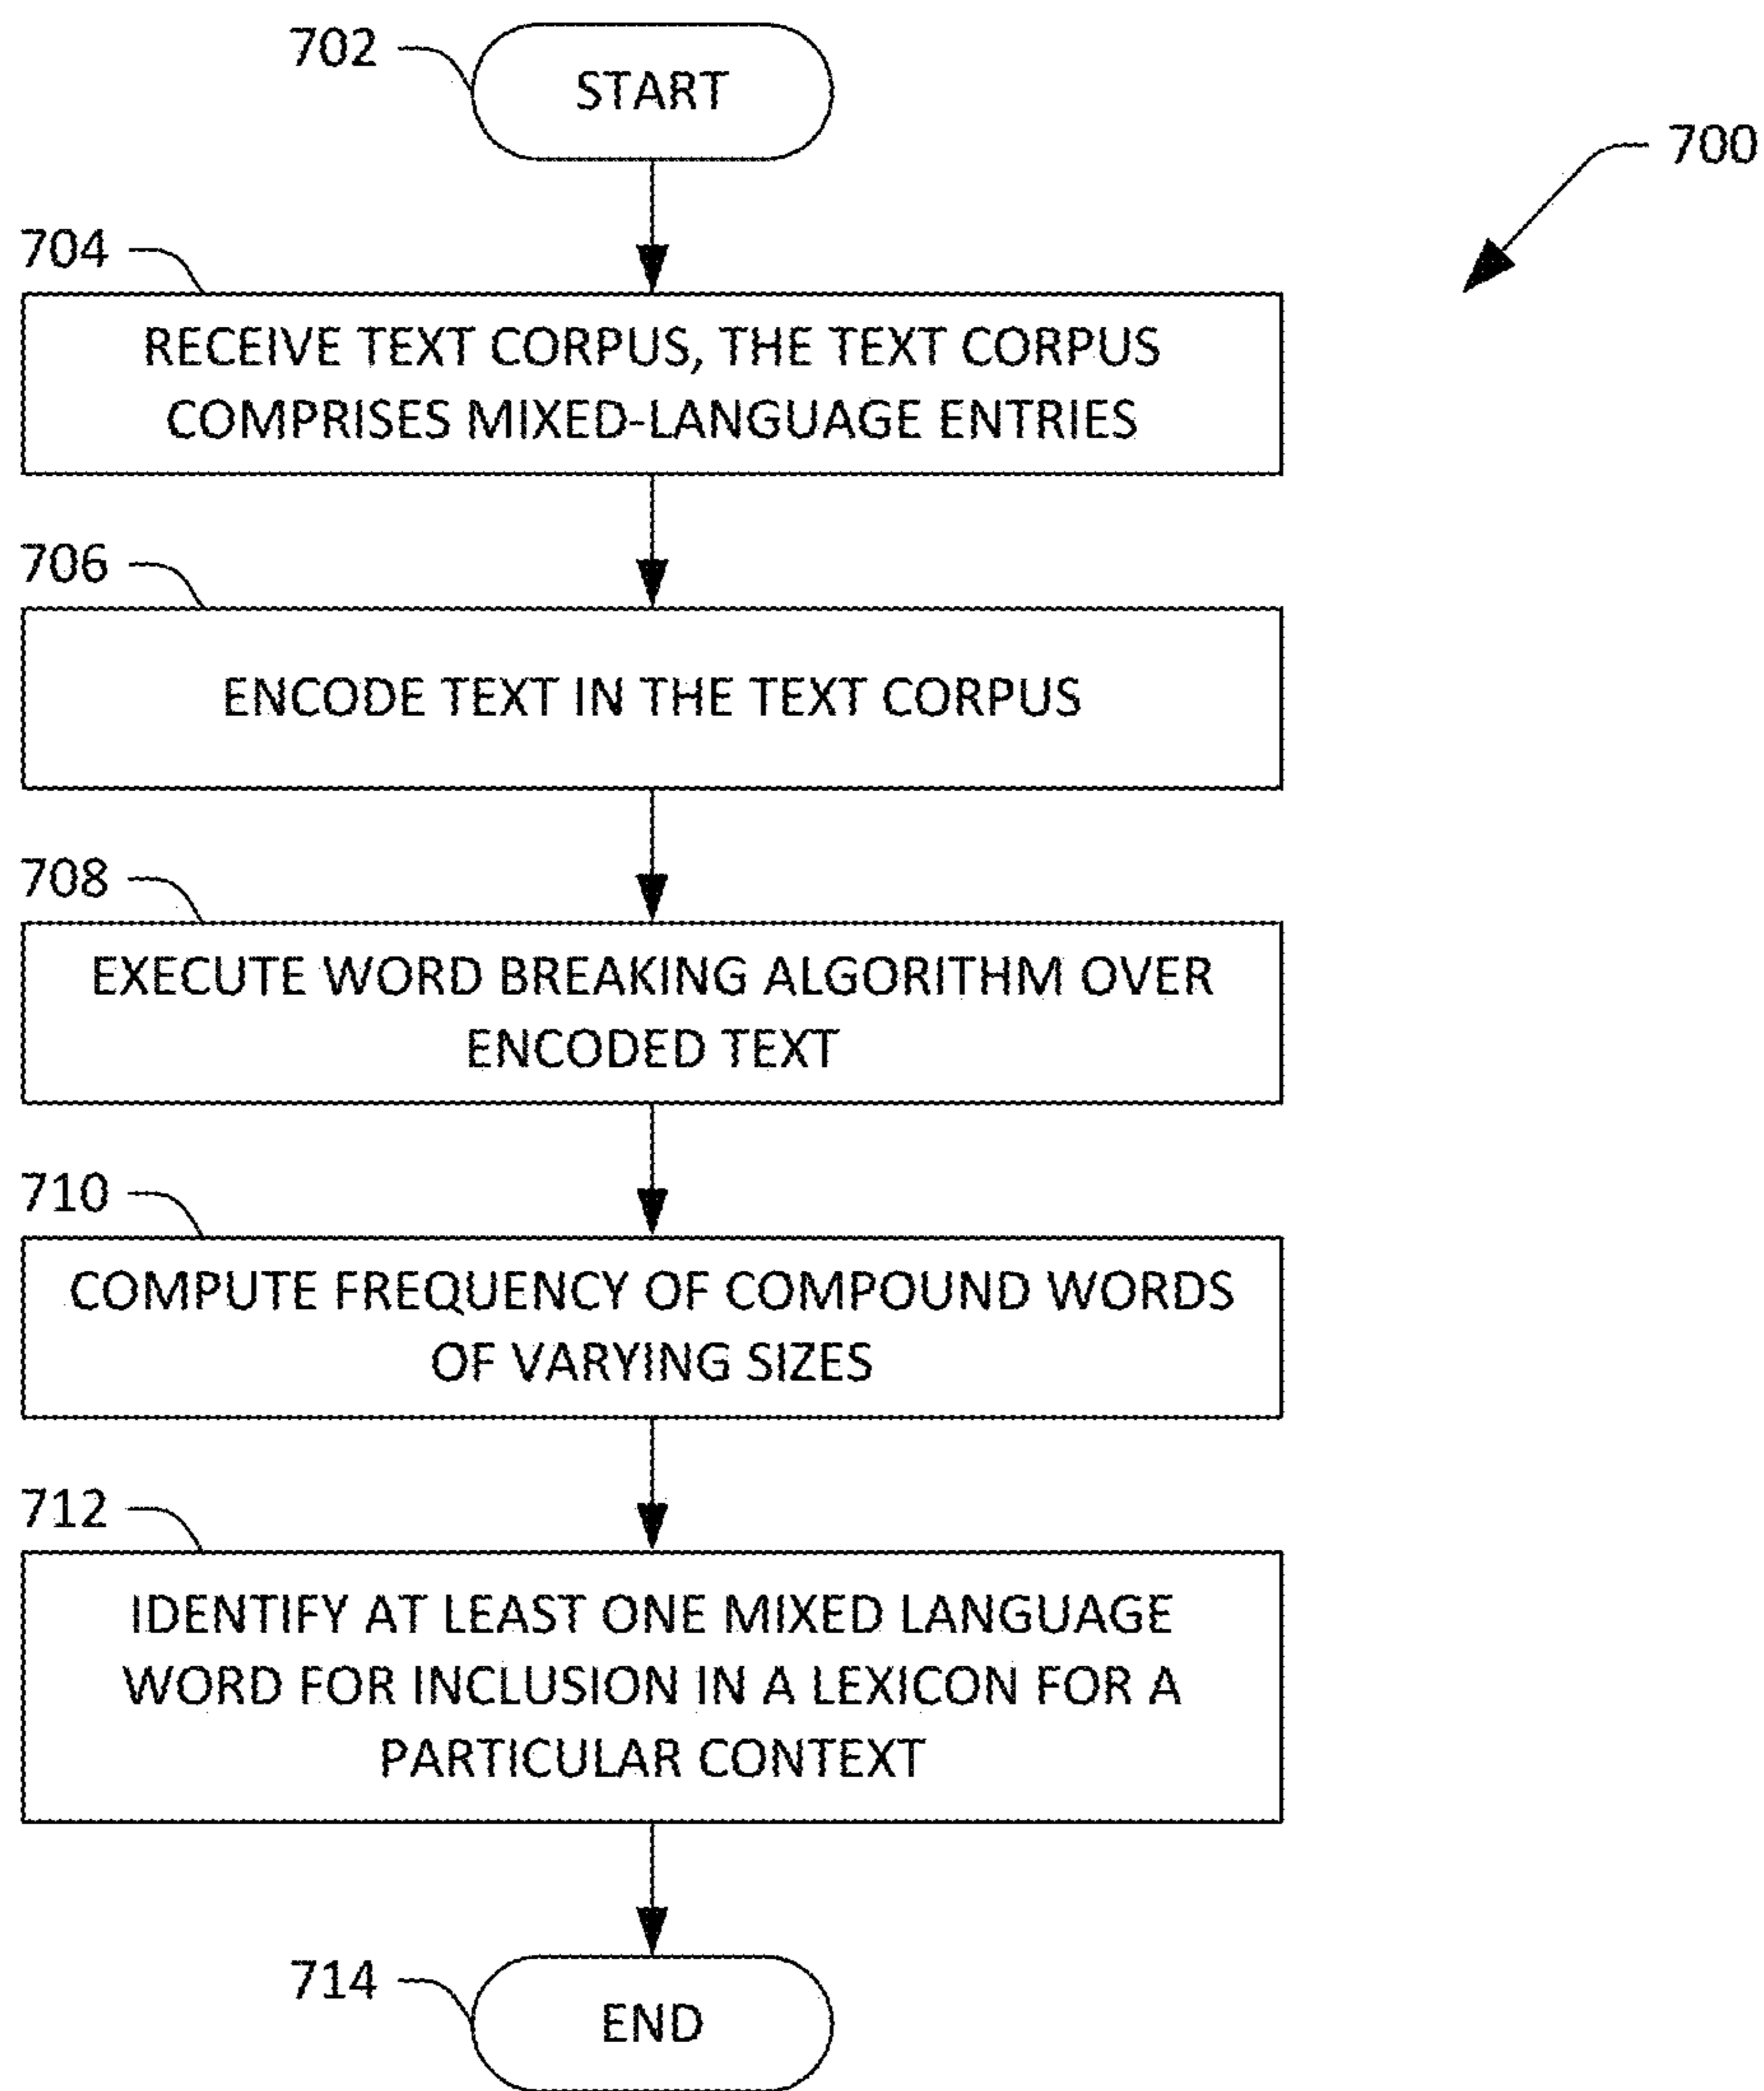 702
START
700
704
RECEIVE TEXT CORPUS, THE TEXT CORPUS
COMPRISES MIXED-LANGUAGE ENTRIES
706
ENCODE TEXT IN THE TEXT CORPUS
708
EXECUTE WORD BREAKING ALGORITHM OVER
ENCODED TEXT
710
COMPUTE FREQUENCY OF COMPOUND WORDS
OF VARYING SIZES
712
IDENTIFY AT LEAST ONE MIXED LANGUAGE
WORD FOR INCLUSION IN A LEXICON FOR A
PARTICULAR CONTEXT
714
END